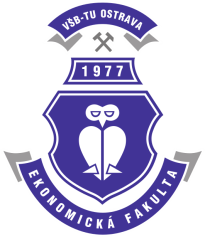 VŠB-TU OSTRAVA
1977
EKONOMICKÁ FAKULTA